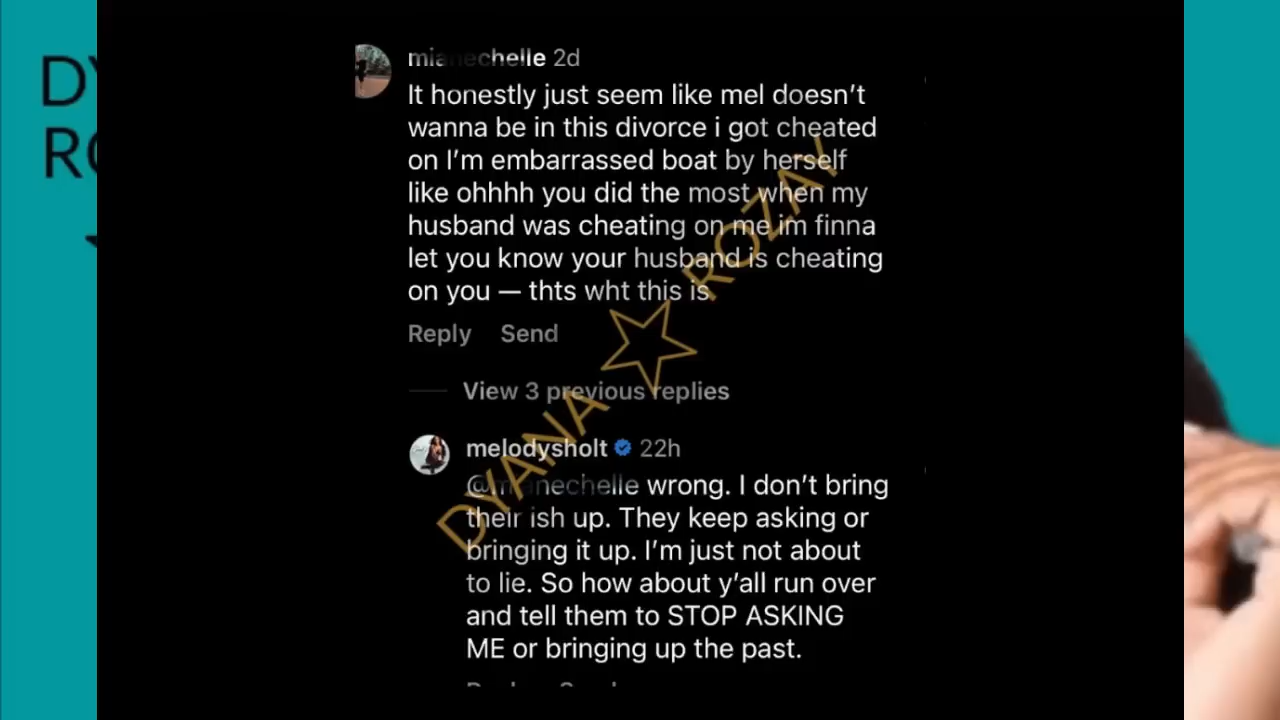 DY
RO
mianechelle 2d
It honestly just seem like mel doesn't
wanna be in this divorce i got cheated
on I'm embarrassed boat by herself
like ohhhh you did the most when my
husband was cheating on me im finna
let you know your husband is cheating
on you — thts wht this is
Reply Send
View 3 previous replies
melodysholt 22h
@mianechelle wrong. I don't bring
their ish up. They keep asking or
bringing it up. I'm just not about
to lie. So how about y'all run over
and tell them to STOP ASKING
ME or bringing up the past.
DYANA ROZAY